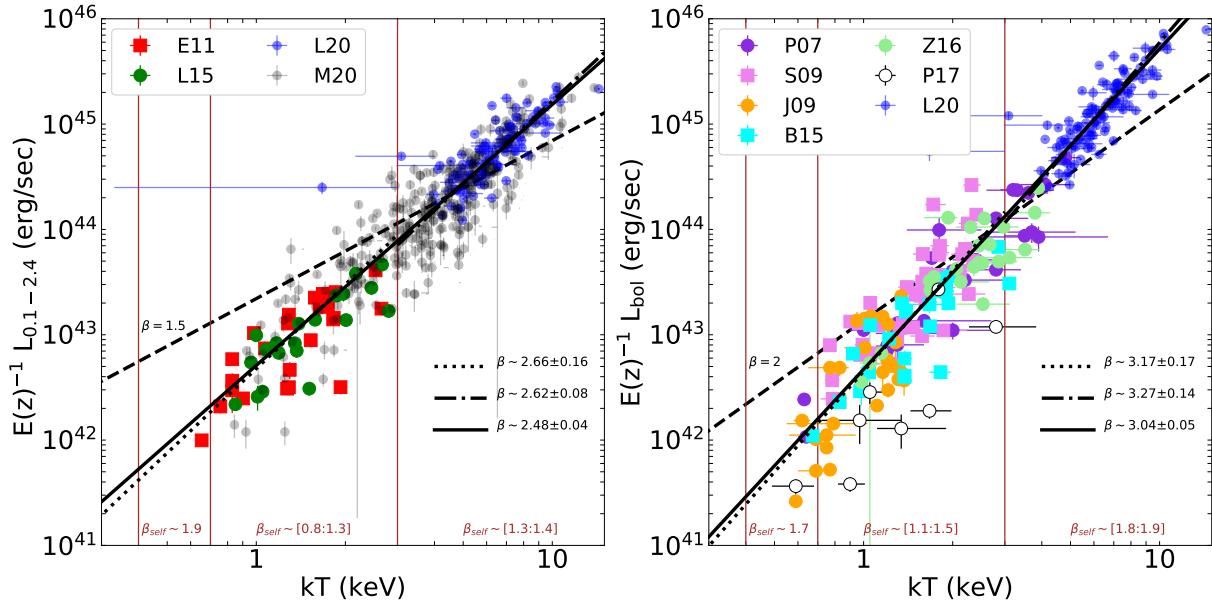 10^46
10^45
10^44
10^43
10^42
10^41
E(z)^-1 L_0.1−2.4 (erg/sec)
E11
L15
L20
M20
β = 1.5
β ∼ 2.66±0.16
β ∼ 2.62±0.08
β ∼ 2.48±0.04
β_self ∼ 1.9
β_self ∼ [0.8:1.3]
β_self ∼ [1.3:1.4]
1
10
kT (keV)
10^46
10^45
10^44
10^43
10^42
10^41
E(z)^-1 L_bol (erg/sec)
P07
S09
J09
B15
Z16
P17
L20
β = 2
β ∼ 3.17±0.17
β ∼ 3.27±0.14
β ∼ 3.04±0.05
β_self ∼ 1.7
β_self ∼ [1.1:1.5]
β_self ∼ [1.8:1.9]
1
10
kT (keV)